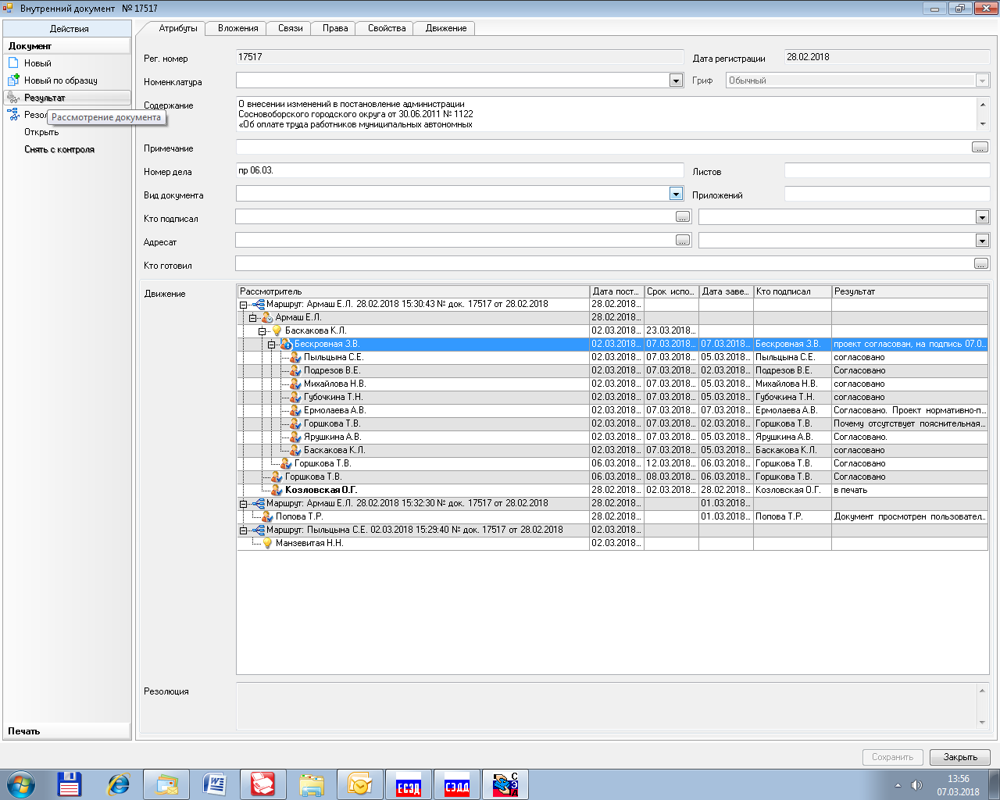 Внутренний документ № 17517
Действия
Документ
Новый
Новый по образцу
Результат
Резол
Рассмотрение документа
Открыть
Снять с контроля
Печать
Атрибуты Вложения Связи Права Свойства Движение
Рег. номер 17517 Дата регистрации 28.02.2018
Номенклатура Гриф Обычный
Содержание О внесении изменений в постановление администрации
Сосновоборского городского округа от 30.06.2011 № 1122
«Об оплате труда работников муниципальных автономных
Примечание ...
Номер дела пр 06.03. Листов
Вид документа Приложений
Кто подписал ...
Адресат ...
Кто готовил ...
Движение
Рассмотритель Дата пост... Срок испо... Дата заве... Кто подписал Результат
Маршрут: Армаш Е.Л. 28.02.2018 15:30:43 № док. 17517 от 28.02.2018 28.02.2018...
Армаш Е.Л. 28.02.2018...
Баскакова К.Л. 02.03.2018... 23.03.2018...
Бескровная З.В. 02.03.2018... 07.03.2018... 07.03.2018... Бескровная З.В. проект согласован, на подпись 07.0...
Пыльцына С.Е. 02.03.2018... 07.03.2018... 05.03.2018... Пыльцына С.Е. согласовано
Подрезов В.Е. 02.03.2018... 07.03.2018... 02.03.2018... Подрезов В.Е. Согласовано
Михайлова Н.В. 02.03.2018... 07.03.2018... 05.03.2018... Михайлова Н.В. согласовано
Губочкина Т.Н. 02.03.2018... 07.03.2018... 05.03.2018... Губочкина Т.Н. согласовано
Ермолаева А.В. 02.03.2018... 07.03.2018... 07.03.2018... Ермолаева А.В. Согласовано. Проект нормативно-п...
Горшкова Т.В. 02.03.2018... 07.03.2018... 02.03.2018... Горшкова Т.В. Почему отсутствует пояснительная...
Ярушкина А.В. 02.03.2018... 07.03.2018... 05.03.2018... Ярушкина А.В. Согласовано.
Баскакова К.Л. 02.03.2018... 07.03.2018... 05.03.2018... Баскакова К.Л. согласовано
Горшкова Т.В. 06.03.2018... 12.03.2018... 06.03.2018... Горшкова Т.В. Согласовано
Горшкова Т.В. 06.03.2018... 08.03.2018... 06.03.2018... Горшкова Т.В. Согласовано
Козловская О.Г. 28.02.2018... 02.03.2018... 28.02.2018... Козловская О.Г. в печать
Маршрут: Армаш Е.Л. 28.02.2018 15:32:30 № док. 17517 от 28.02.2018 28.02.2018... 01.03.2018...
Попова Т.Р. 28.02.2018... 01.03.2018... Попова Т.Р. Документ просмотрен пользовател...
Маршрут: Пыльцына С.Е. 02.03.2018 15:29:40 № док. 17517 от 28.02.2018 02.03.2018...
Манзевитая Н.Н. 02.03.2018...
Резолюция
Сохранить Закрыть
ЕСЭД СЭДД СЭД
13:56
07.03.2018